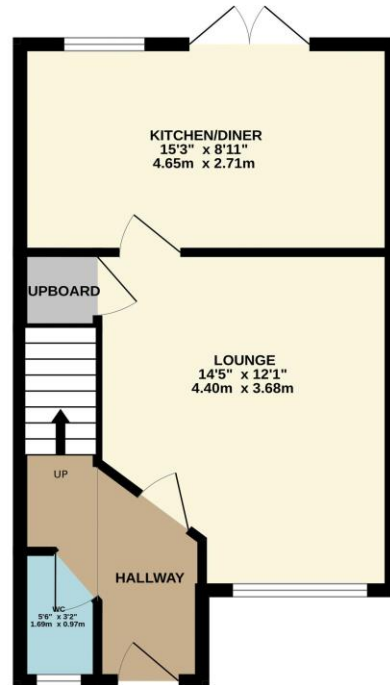 KITCHEN/DINER
15'3" x 8'11"
4.65m x 2.71m
UPBOARD
LOUNGE
14'5" x 12'1"
4.40m x 3.68m
UP
HALLWAY
WC
5'6" x 3'2"
1.69m x 0.97m